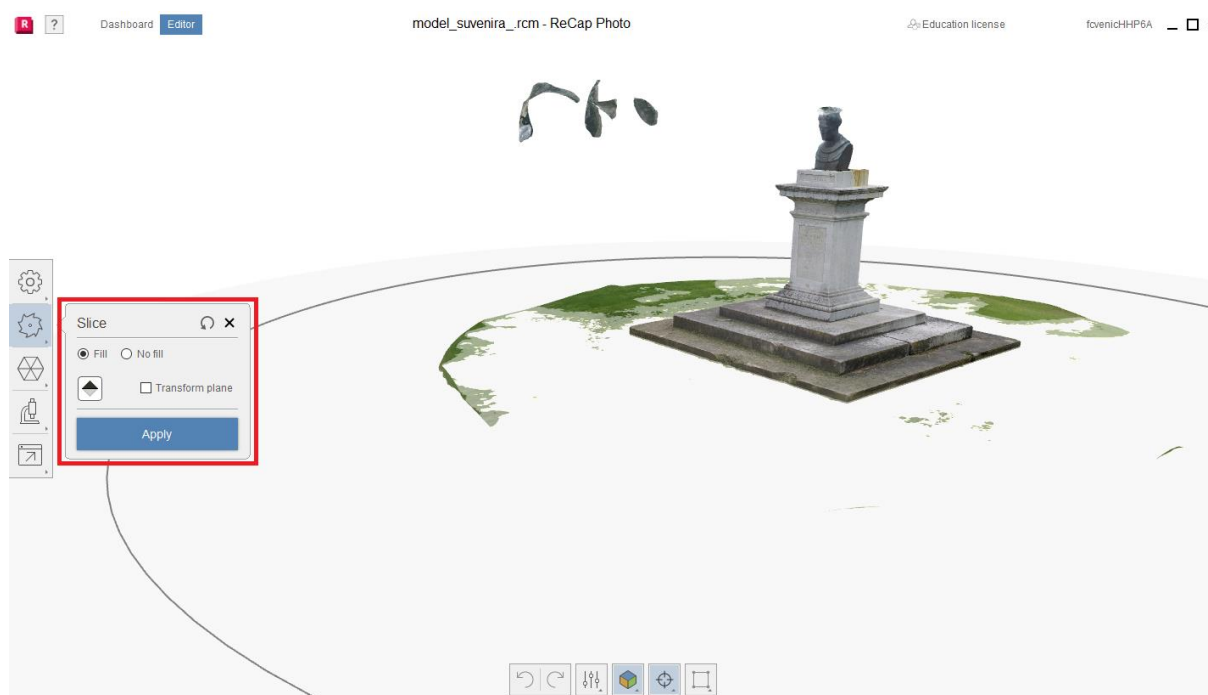 R ? Dashboard Editor model_suvenira_.rcm - ReCap Photo Education license fcvenicHHP6A
Slice
Fill No fill
Transform plane
Apply